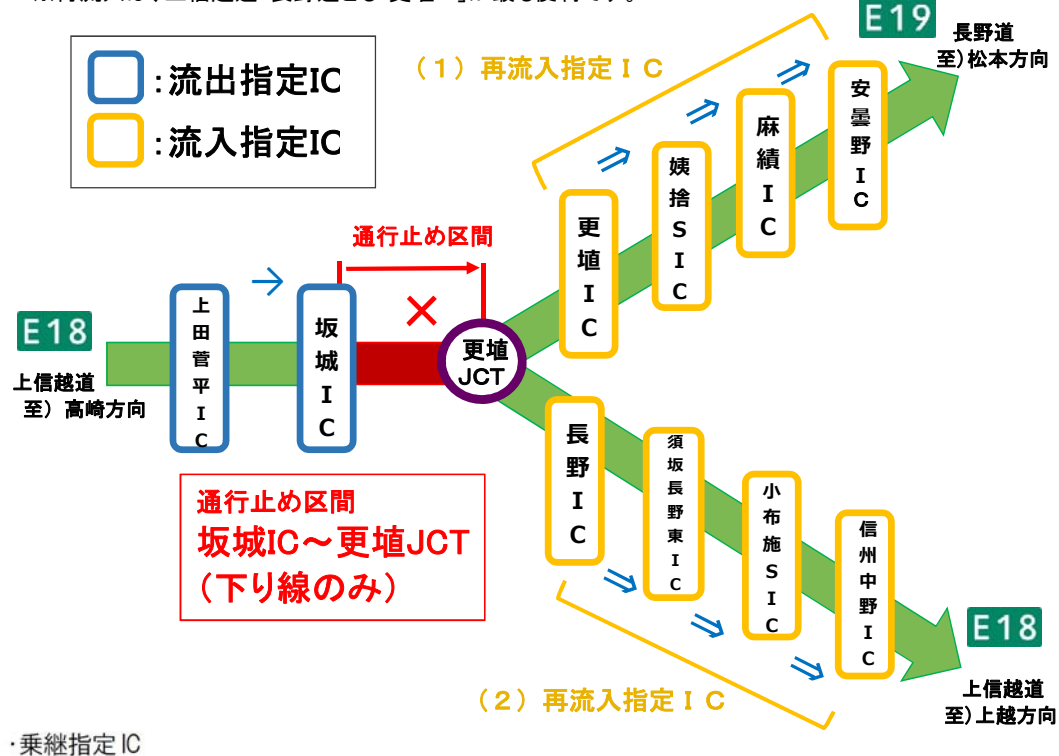 E19
長野道
至)松本方向
(1)再流入指定IC
:流出指定IC
:流入指定IC
安曇野IC
麻績IC
姨捨SIC
更埴IC
通行止め区間
×
上田菅平IC
坂城IC
更埴
JCT
E18
上信越道
至)高崎方向
長野IC
須坂長野東IC
小布施SIC
信州中野IC
通行止め区間
坂城IC～更埴JCT
(下り線のみ)
E18
上信越道
至)上越方向
(2)再流入指定IC
・乗継指定IC